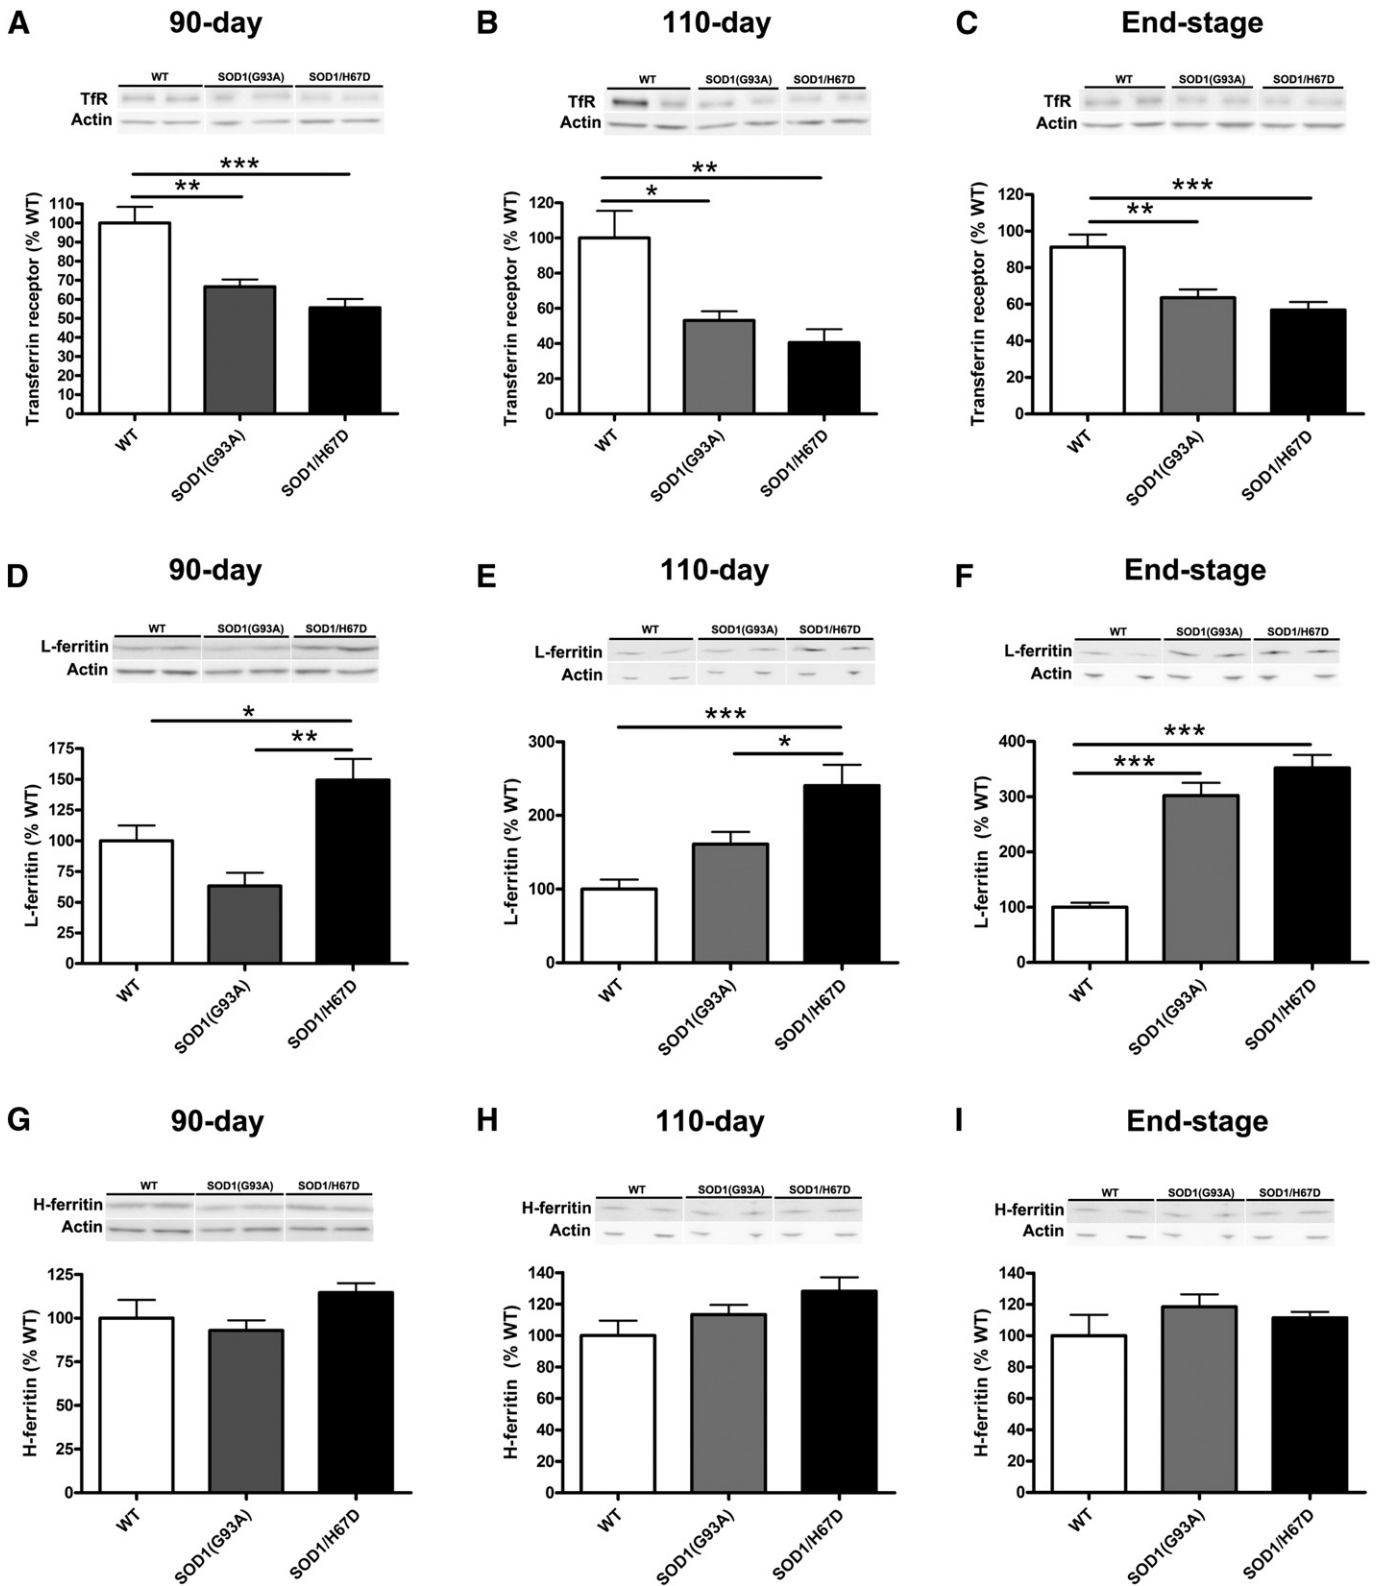 A 90-day
WT SOD1(G93A) SOD1/H67D
TfR
Actin
***
**
Transferrin receptor (% WT)
110
100
90
80
70
60
50
40
30
20
10
0
WT
SOD1(G93A)
SOD1/H67D
B 110-day
WT SOD1(G93A) SOD1/H67D
TfR
Actin
**
*
Transferrin receptor (% WT)
120
100
80
60
40
20
0
WT
SOD1(G93A)
SOD1/H67D
C End-stage
WT SOD1(G93A) SOD1/H67D
TfR
Actin
***
**
Transferrin receptor (% WT)
120
100
80
60
40
20
0
WT
SOD1(G93A)
SOD1/H67D
D 90-day
WT SOD1(G93A) SOD1/H67D
L-ferritin
Actin
*
**
L-ferritin (% WT)
175
150
125
100
75
50
25
0
WT
SOD1(G93A)
SOD1/H67D
E 110-day
WT SOD1(G93A) SOD1/H67D
L-ferritin
Actin
***
*
L-ferritin (% WT)
300
200
100
0
WT
SOD1(G93A)
SOD1/H67D
F End-stage
WT SOD1(G93A) SOD1/H67D
L-ferritin
Actin
***
***
L-ferritin (% WT)
400
300
200
100
0
WT
SOD1(G93A)
SOD1/H67D
G 90-day
WT SOD1(G93A) SOD1/H67D
H-ferritin
Actin
H-ferritin (% WT)
125
100
75
50
25
0
WT
SOD1(G93A)
SOD1/H67D
H 110-day
WT SOD1(G93A) SOD1/H67D
H-ferritin
Actin
H-ferritin (% WT)
140
120
100
80
60
40
20
0
WT
SOD1(G93A)
SOD1/H67D
I End-stage
WT SOD1(G93A) SOD1/H67D
H-ferritin
Actin
H-ferritin (% WT)
140
120
100
80
60
40
20
0
WT
SOD1(G93A)
SOD1/H67D